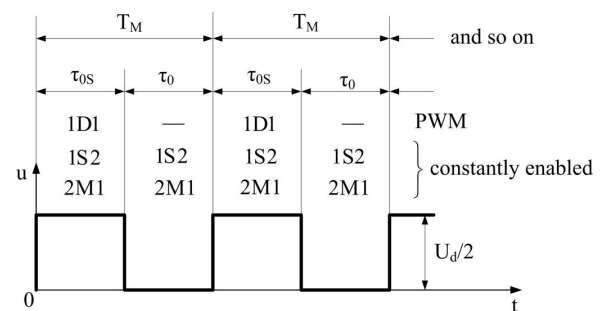 T_M T_M and so on
τ_0S τ_0 τ_0S τ_0
1D1 — 1D1 — PWM
1S2 1S2 1S2 1S2 constantly enabled
2M1 2M1 2M1 2M1
u
U_d/2
0 t